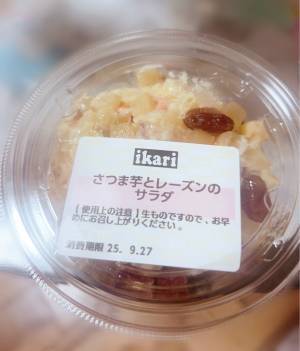 ikari
さつま芋とレーズンの
サラダ
[使用上の注意]生ものですので、お早
めにお召し上がりください。
消費期限 25. 9.27